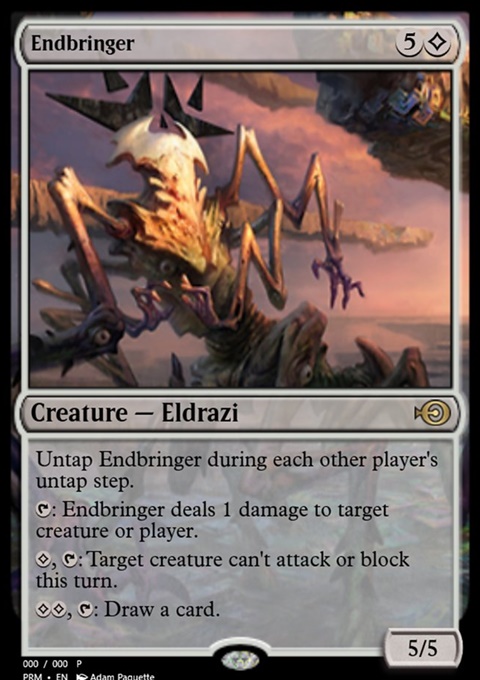 Endbringer 5◇
Creature — Eldrazi
Untap Endbringer during each other player's
untap step.
Ⓣ: Endbringer deals 1 damage to target
creature or player.
◇, Ⓣ: Target creature can't attack or block
this turn.
◇◇, Ⓣ: Draw a card.
5/5
000 / 000 P
PRM • EN Adam Paquette